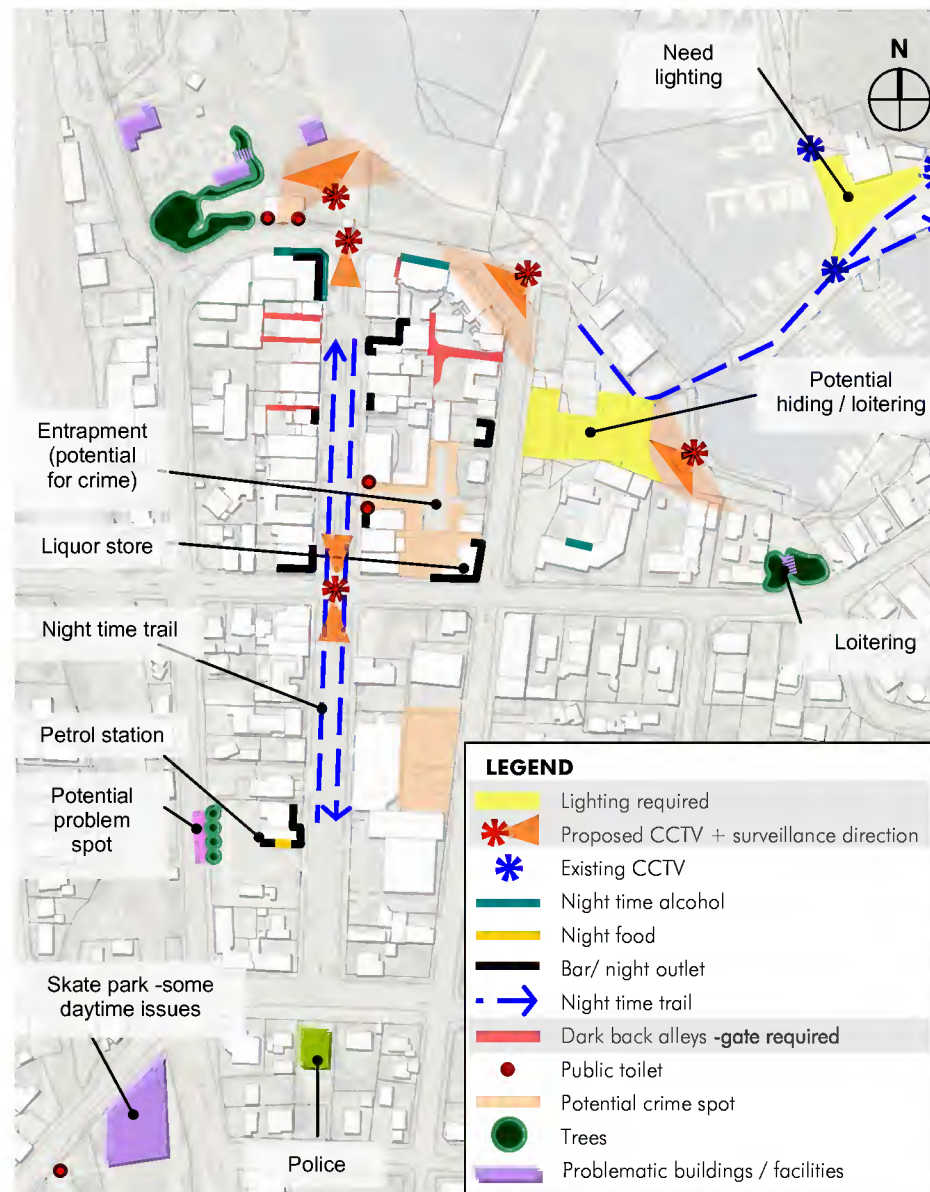 Need
lighting
N
Potential
hiding / loitering
Entrapment
(potential
for crime)
Liquor store
Night time trail
Loitering
Petrol station
Potential
problem
spot
Skate park -some
daytime issues
Police
LEGEND
Lighting required
Proposed CCTV + surveillance direction
Existing CCTV
Night time alcohol
Night food
Bar/ night outlet
Night time trail
Dark back alleys -gate required
Public toilet
Potential crime spot
Trees
Problematic buildings / facilities